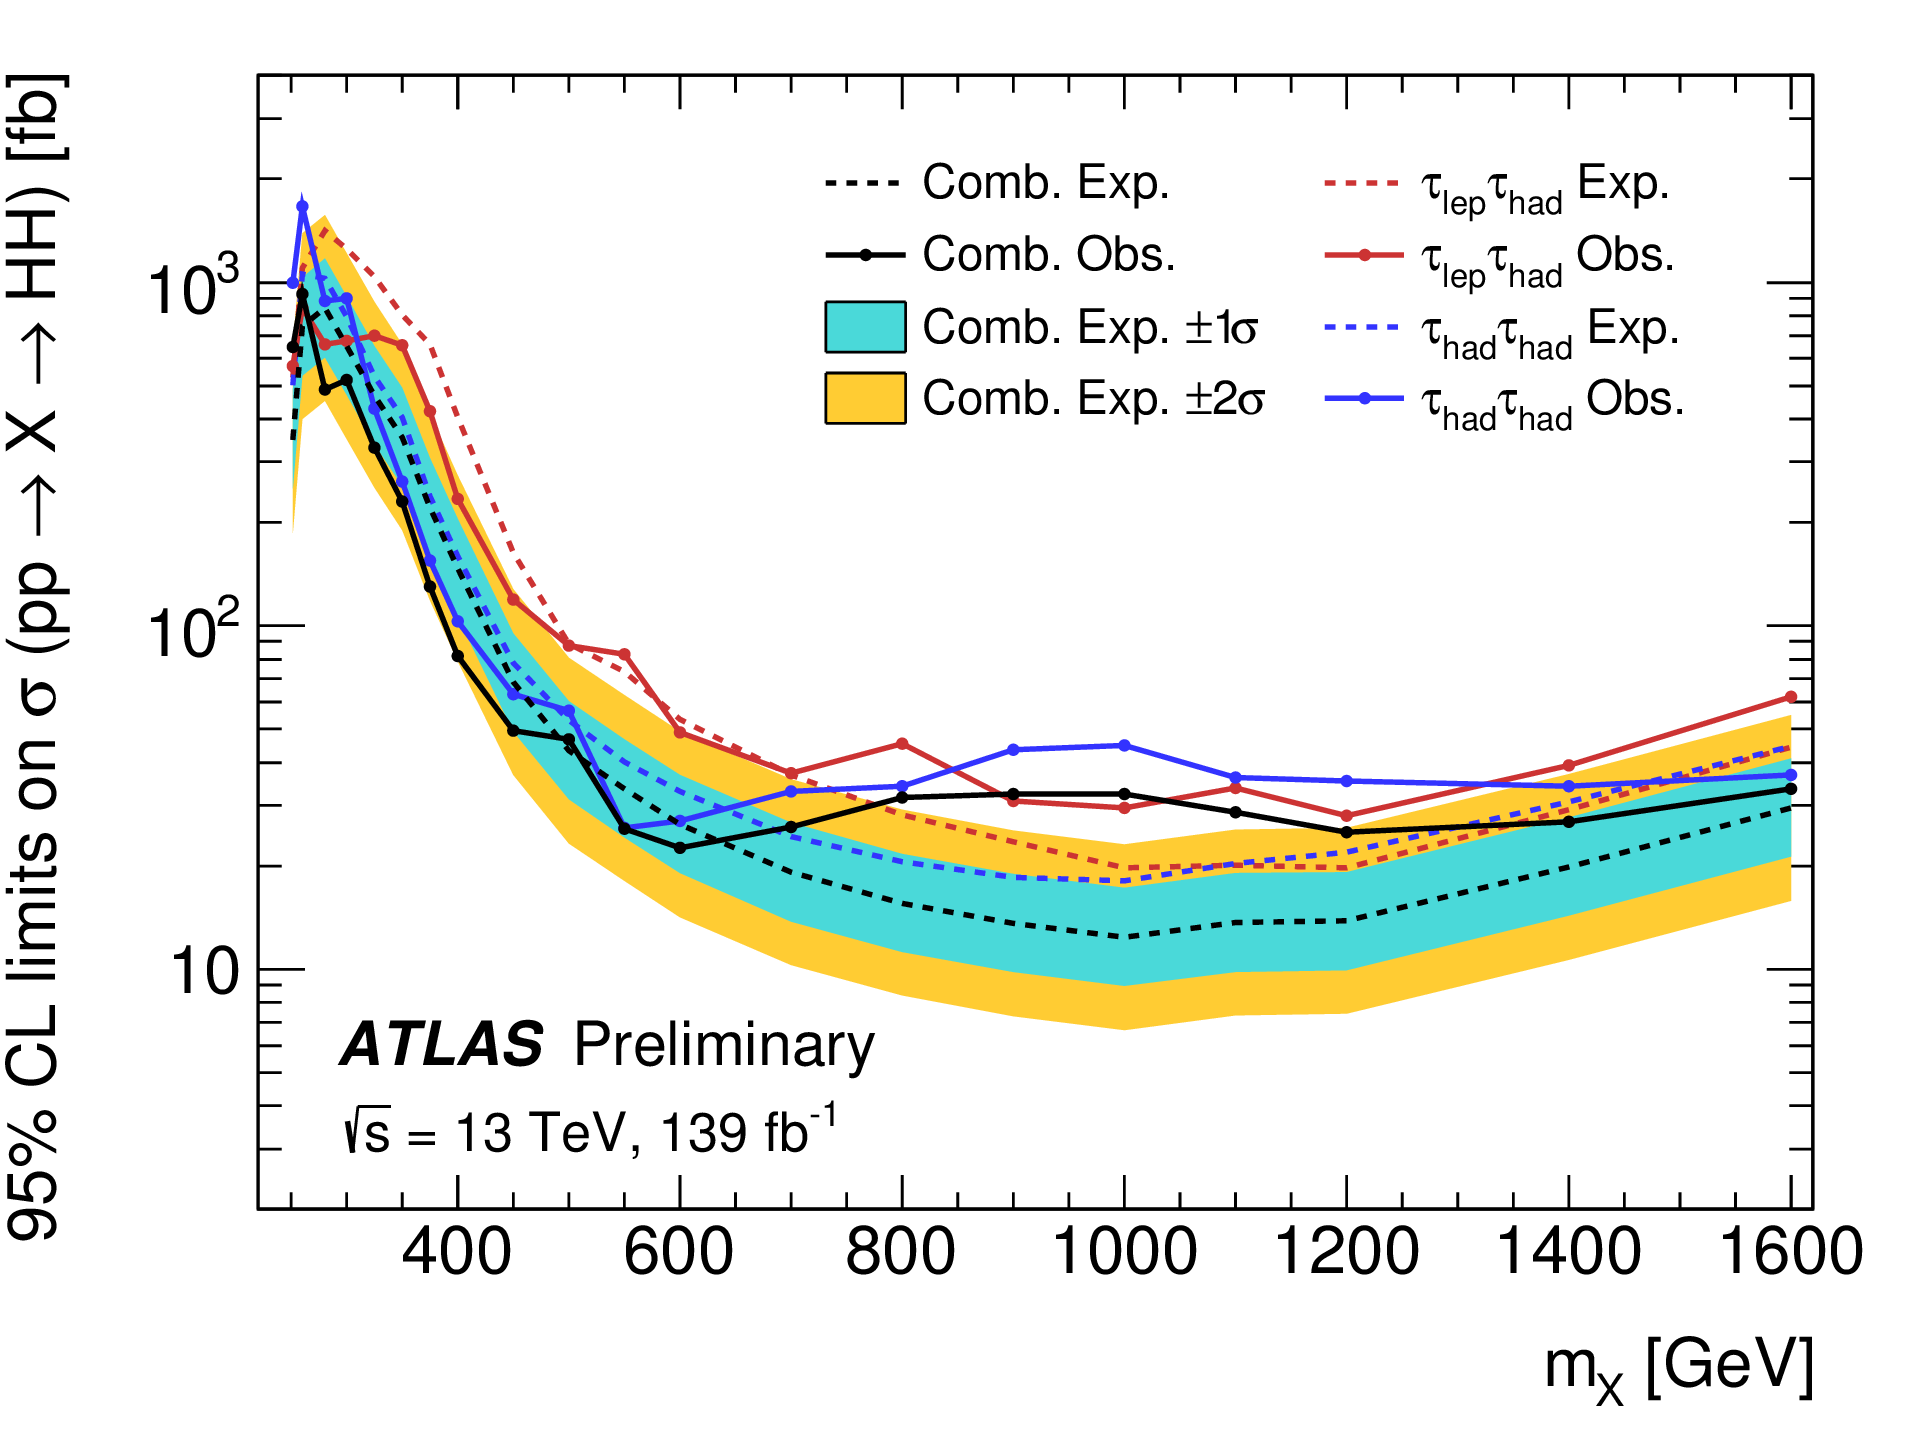 95% CL limits on σ (pp → X → HH) [fb]
10³
10²
10
Comb. Exp.
Comb. Obs.
Comb. Exp. ±1σ
Comb. Exp. ±2σ
τlepτhad Exp.
τlepτhad Obs.
τhadτhad Exp.
τhadτhad Obs.
ATLAS Preliminary
√s = 13 TeV, 139 fb⁻¹
400 600 800 1000 1200 1400 1600
mX [GeV]